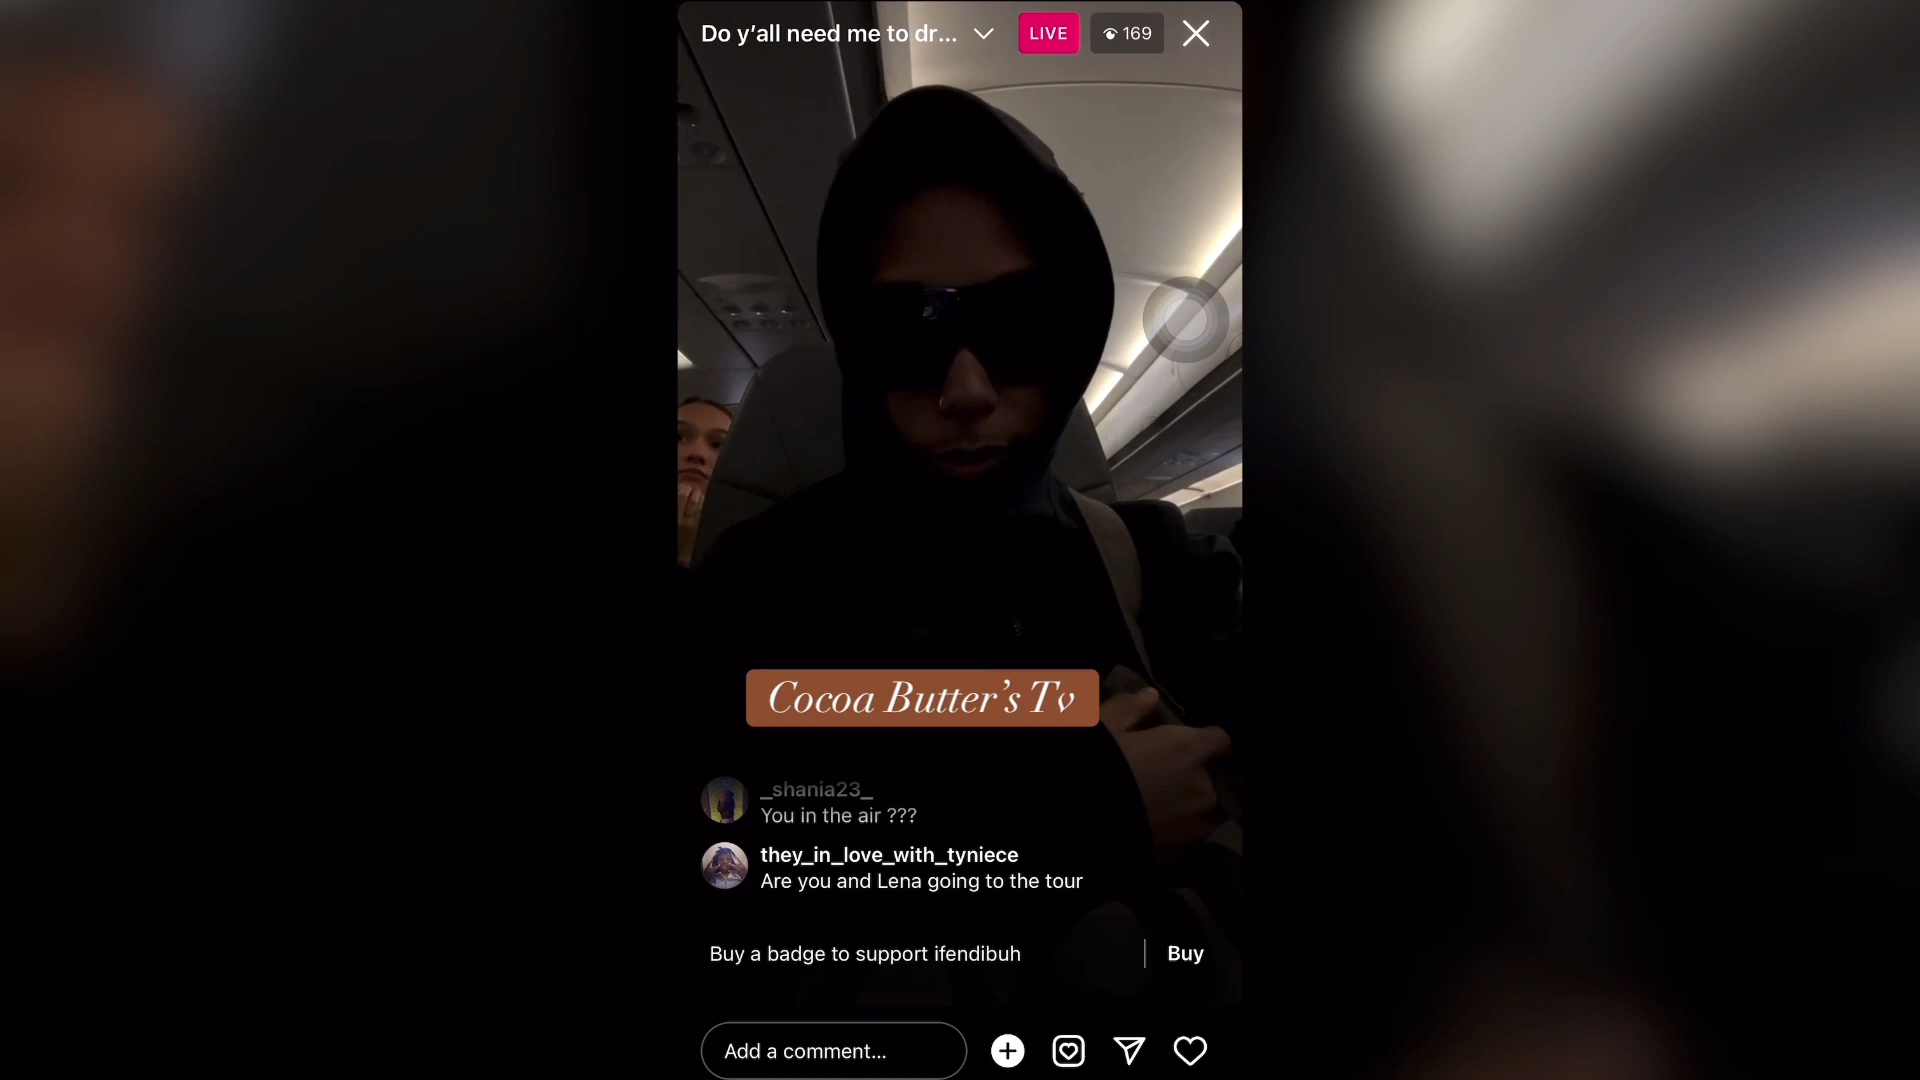 Do y’all need me to dr...
LIVE
169
Cocoa Butter’s Tv
_shania23_
You in the air ???
they_in_love_with_tyniece
Are you and Lena going to the tour
Buy a badge to support ifendibuh
Buy
Add a comment...